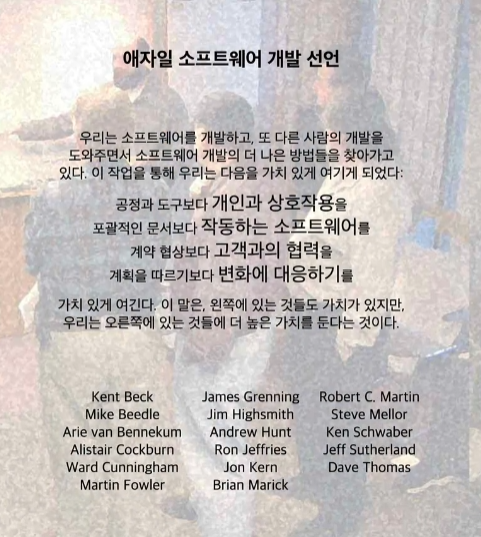 애자일 소프트웨어 개발 선언
우리는 소프트웨어를 개발하고, 또 다른 사람의 개발을
도와주면서 소프트웨어 개발의 더 나은 방법들을 찾아가고
있다. 이 작업을 통해 우리는 다음을 가치 있게 여기게 되었다:
공정과 도구보다 개인과 상호작용을
포괄적인 문서보다 작동하는 소프트웨어를
계약 협상보다 고객과의 협력을
계획을 따르기보다 변화에 대응하기를
가치 있게 여긴다. 이 말은, 왼쪽에 있는 것들도 가치가 있지만,
우리는 오른쪽에 있는 것들에 더 높은 가치를 둔다는 것이다.
Kent Beck James Grenning Robert C. Martin
Mike Beedle Jim Highsmith Steve Mellor
Arie van Bennekum Andrew Hunt Ken Schwaber
Alistair Cockburn Ron Jeffries Jeff Sutherland
Ward Cunningham Jon Kern Dave Thomas
Martin Fowler Brian Marick